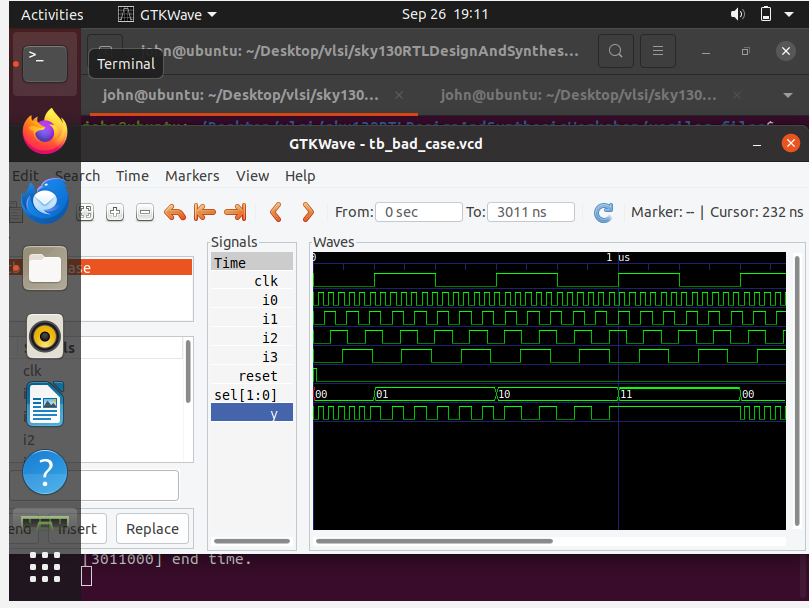 Activities GTKWave Sep 26 19:11
john@ubuntu: ~/Desktop/vlsi/sky130RTLDesignAndSynthes...
Terminal
john@ubuntu: ~/Desktop/vlsi/sky130... john@ubuntu: ~/Desktop/vlsi/sky130...
GTKWave - tb_bad_case.vcd
Edit Search Time Markers View Help
From: 0 sec To: 3011 ns Marker: -- | Cursor: 232 ns
Signals Waves
Time 0 1 us
clk
i0
i1
i2
i3
reset
sel[1:0] 00 01 10 11 00
y
clk
i2
Insert Replace
[3011000] end time.